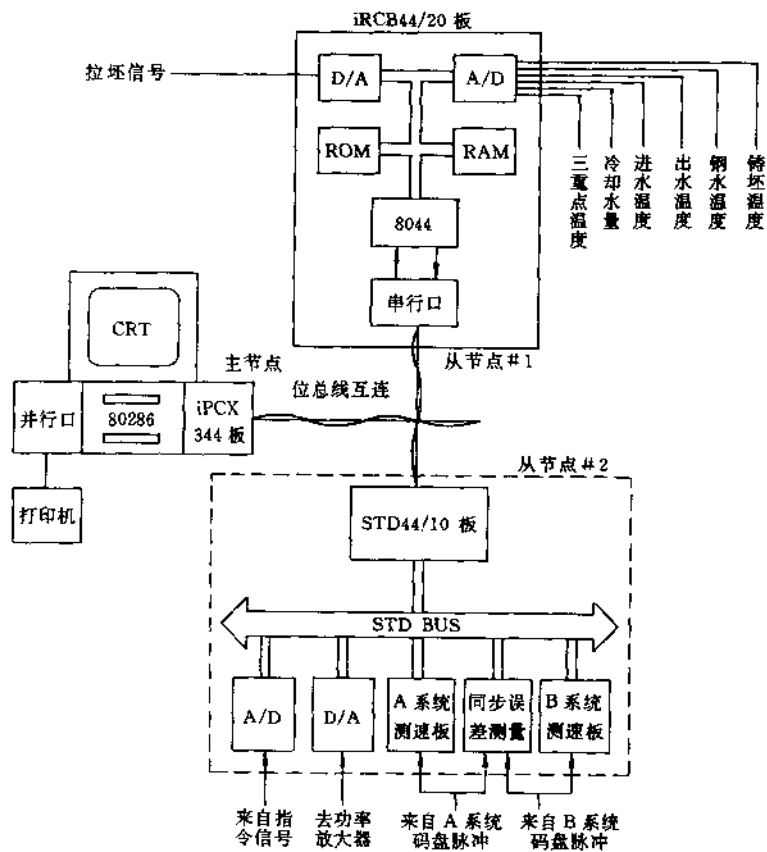 iRCB44/20 板
拉坯信号
D/A
A/D
ROM
RAM
8044
串行口
三重点温度
冷却水量
进水温度
出水温度
钢水温度
铸坯温度
从节点#1
CRT
主节点
位总线互连
并行口
80286
iPCX
344 板
打印机
从节点#2
STD44/10 板
STD BUS
A/D
D/A
A 系统
测速板
同步误
差测量
B 系统
测速板
来自指
令信号
去功率
放大器
来自 A 系统
码盘脉冲
来自 B 系统
码盘脉冲